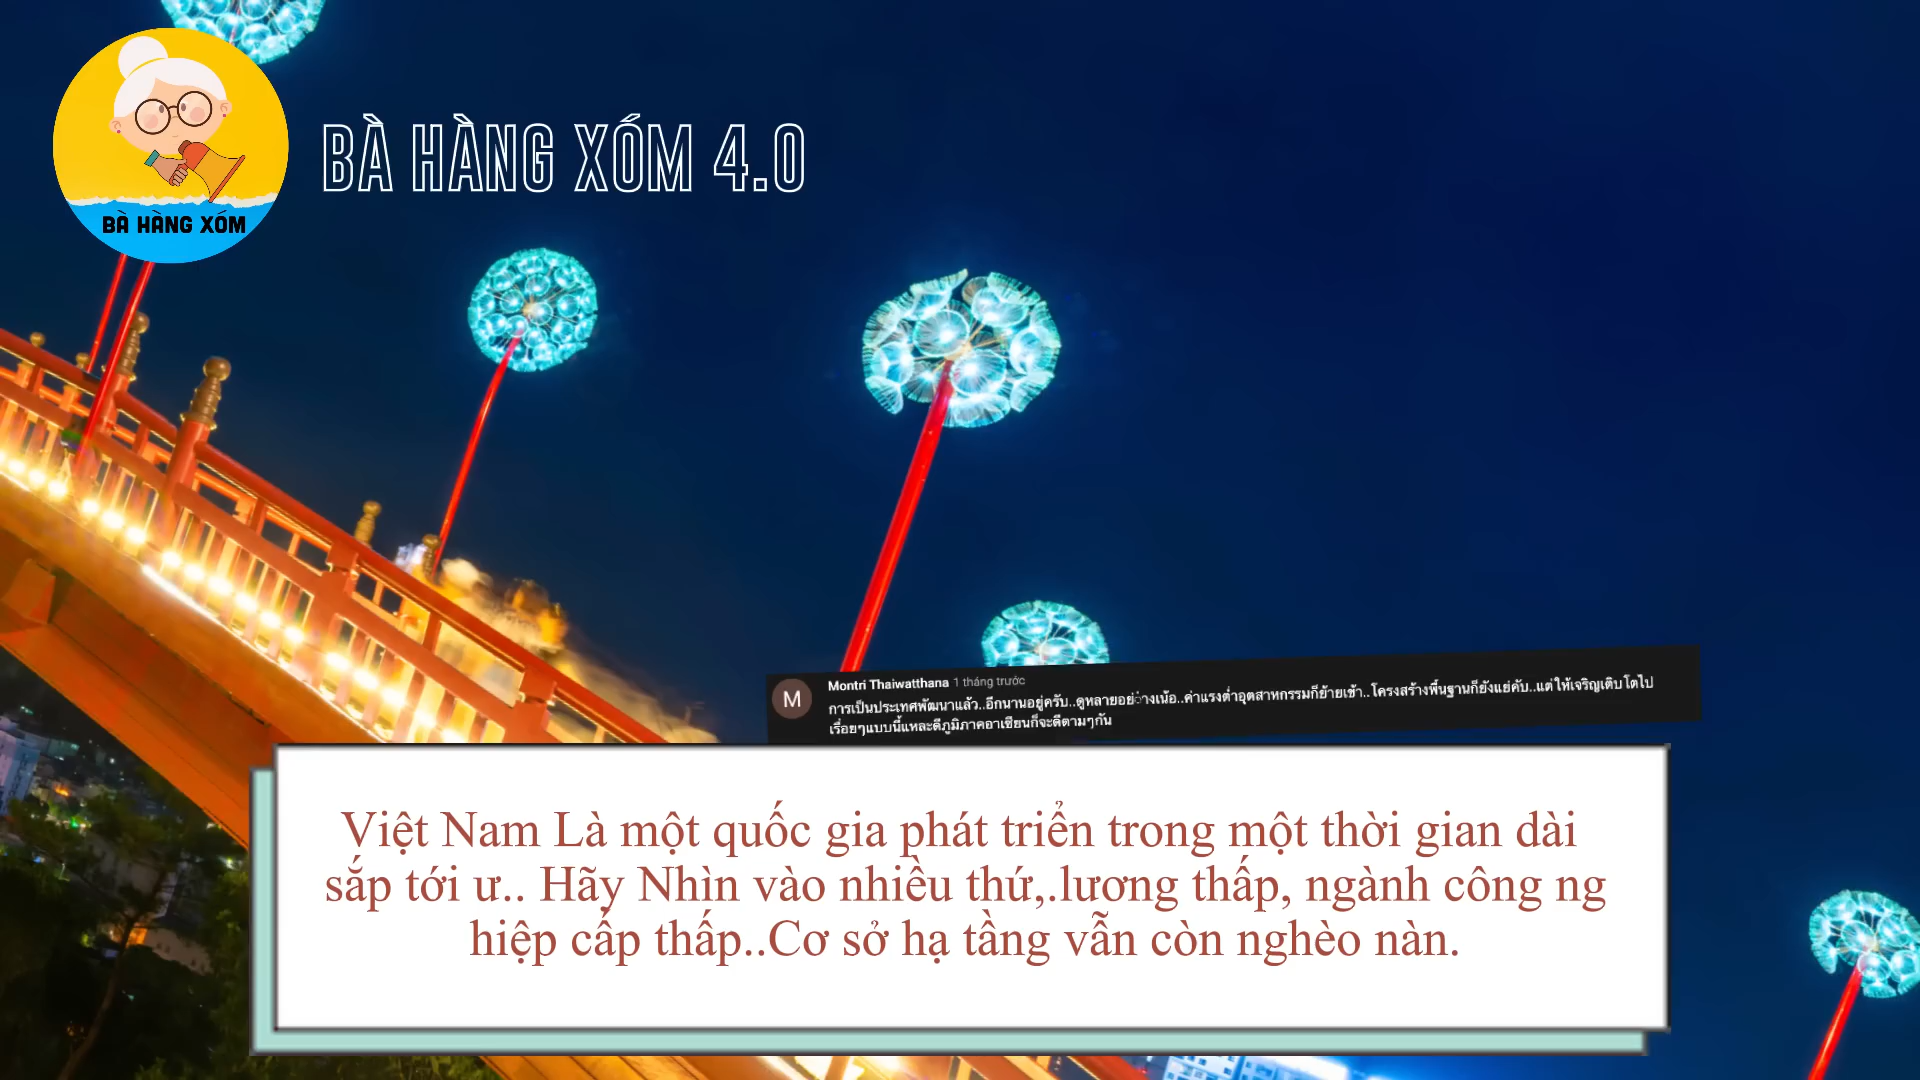 BÀ HÀNG XÓM 4.0
BÀ HÀNG XÓM
M
Montri Thaiwatthana 1 tháng trước
การเป็นประเทศพัฒนาแล้ว..อีกนานอยู่ครับ..ดูหลายอย่างเน้อ..ค่าแรงต่ำอุตสาหกรรมก็ย้ายเข้า..โครงสร้างพื้นฐานก็ยังแย่คับ..แต่ให้เจริญเติบโตไป
เรื่อยๆแบบนี้แหละดีภูมิภาคอาเซียนก็จะดีตามๆกัน
Việt Nam Là một quốc gia phát triển trong một thời gian dài
sắp tới ư.. Hãy Nhìn vào nhiều thứ,.lương thấp, ngành công ng
hiệp cấp thấp..Cơ sở hạ tầng vẫn còn nghèo nàn.